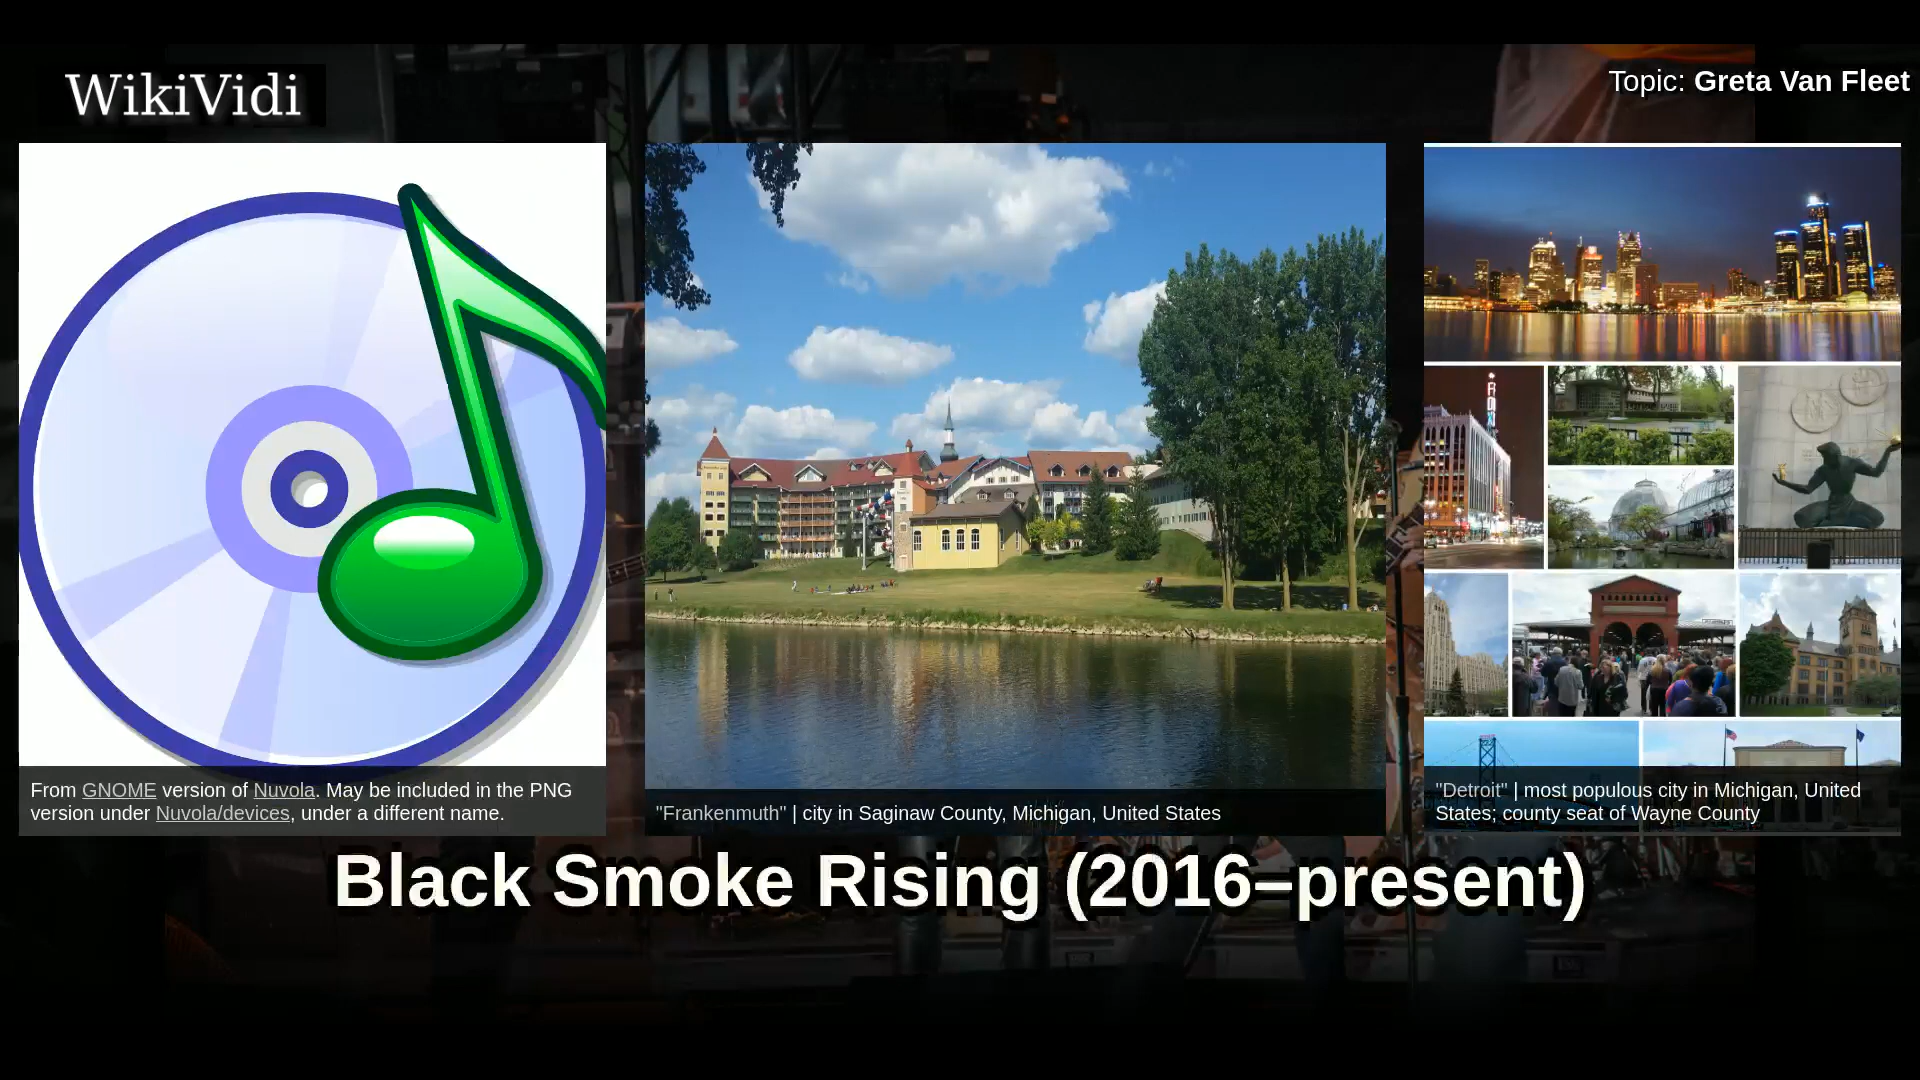 WikiVidi
Topic: Greta Van Fleet
From GNOME version of Nuvola. May be included in the PNG
version under Nuvola/devices, under a different name.
"Frankenmuth" | city in Saginaw County, Michigan, United States
"Detroit" | most populous city in Michigan, United
States; county seat of Wayne County
Black Smoke Rising (2016–present)